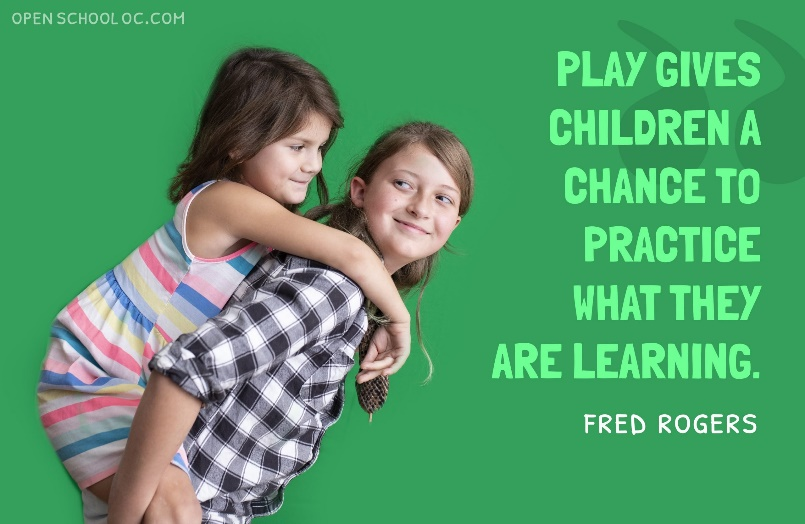 OPEN SCHOOL OC.COM
PLAY GIVES
CHILDREN A
CHANCE TO
PRACTICE
WHAT THEY
ARE LEARNING.
FRED ROGERS